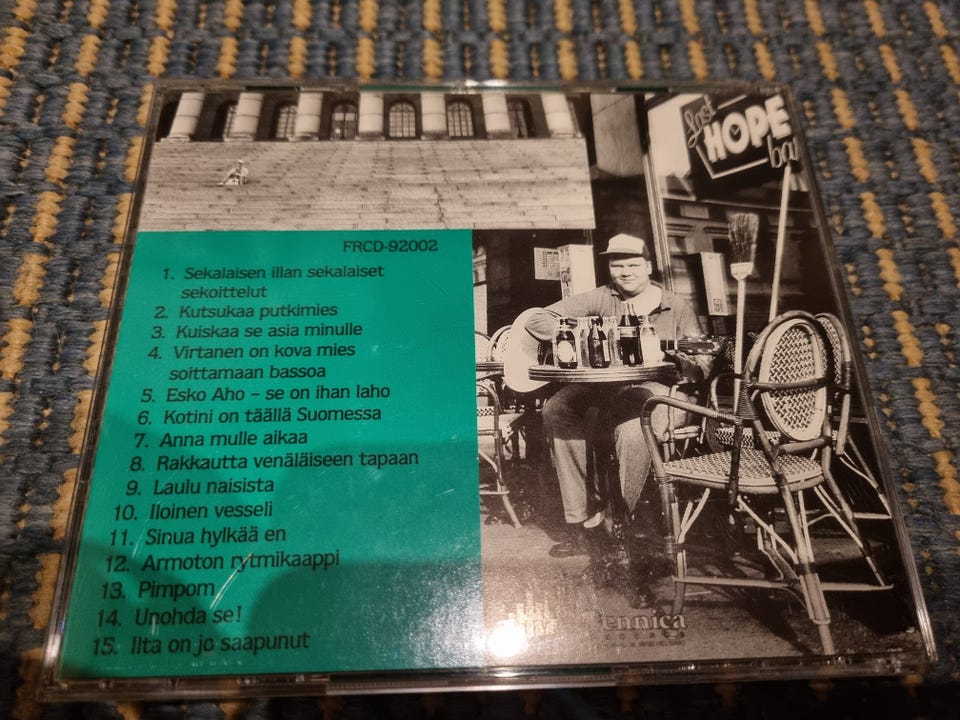 Last
HOPE
bar
FRCD-92002
1. Sekalaisen illan sekalaiset
sekoittelut
2. Kutsukaa putkimies
3. Kuiskaa se asia minulle
4. Virtanen on kova mies
soittamaan bassoa
5. Esko Aho – se on ihan laho
6. Kotini on täällä Suomessa
7. Anna mulle aikaa
8. Rakkautta venäläiseen tapaan
9. Laulu naisista
10. Iloinen vesseli
11. Sinua hylkää en
12. Armoton rytmikaappi
13. Pimpom
14. Unohda se!
15. Ilta on jo saapunut
ennica